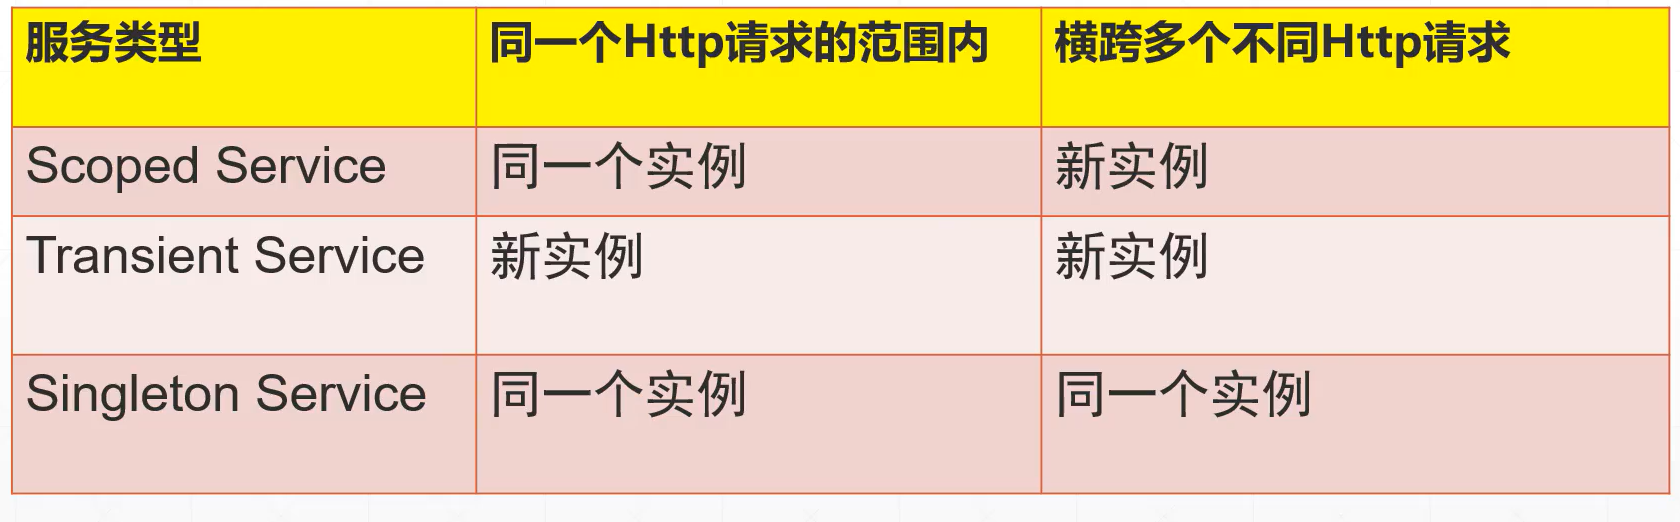 服务类型 同一个Http请求的范围内 横跨多个不同Http请求
Scoped Service 同一个实例 新实例
Transient Service 新实例 新实例
Singleton Service 同一个实例 同一个实例